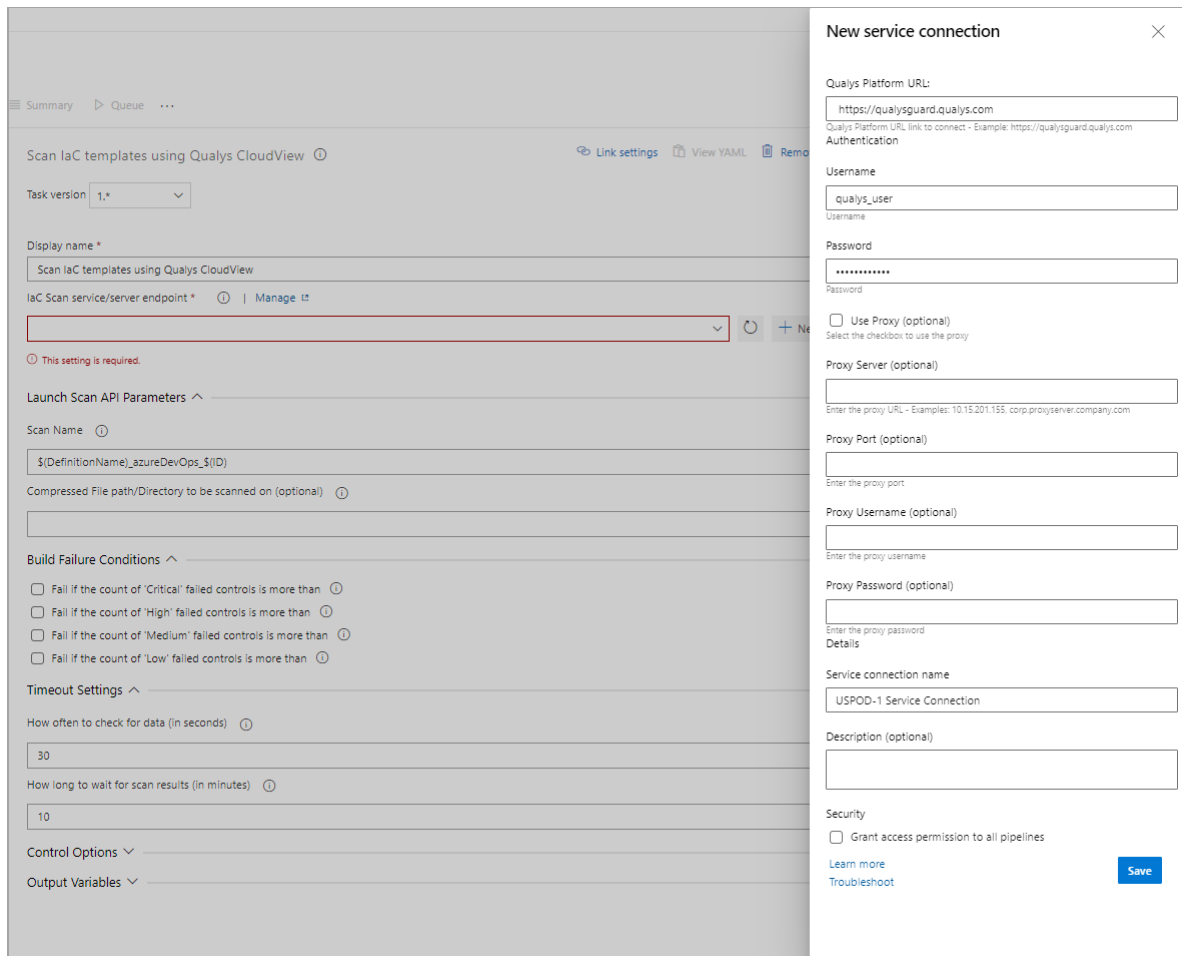 Summary Queue ...
Scan IaC templates using Qualys CloudView
Link settings View YAML Remo
Task version 1.*
Display name *
Scan IaC templates using Qualys CloudView
IaC Scan service/server endpoint * | Manage
Ne
This setting is required.
Launch Scan API Parameters
Scan Name
$(DefinitionName)_azureDevOps_$(ID)
Compressed File path/Directory to be scanned on (optional)
Build Failure Conditions
Fail if the count of 'Critical' failed controls is more than
Fail if the count of 'High' failed controls is more than
Fail if the count of 'Medium' failed controls is more than
Fail if the count of 'Low' failed controls is more than
Timeout Settings
How often to check for data (in seconds)
30
How long to wait for scan results (in minutes)
10
Control Options
Output Variables
New service connection
Qualys Platform URL:
https://qualysguard.qualys.com
Qualys Platform URL link to connect - Example: https://qualysguard.qualys.com
Authentication
Username
qualys_user
Username
Password
••••••••••••
Password
Use Proxy (optional)
Select the checkbox to use the proxy
Proxy Server (optional)
Enter the proxy URL - Examples: 10.15.201.155, corp.proxyserver.company.com
Proxy Port (optional)
Enter the proxy port
Proxy Username (optional)
Enter the proxy username
Proxy Password (optional)
Enter the proxy password
Details
Service connection name
USPOD-1 Service Connection
Description (optional)
Security
Grant access permission to all pipelines
Learn more
Troubleshoot
Save